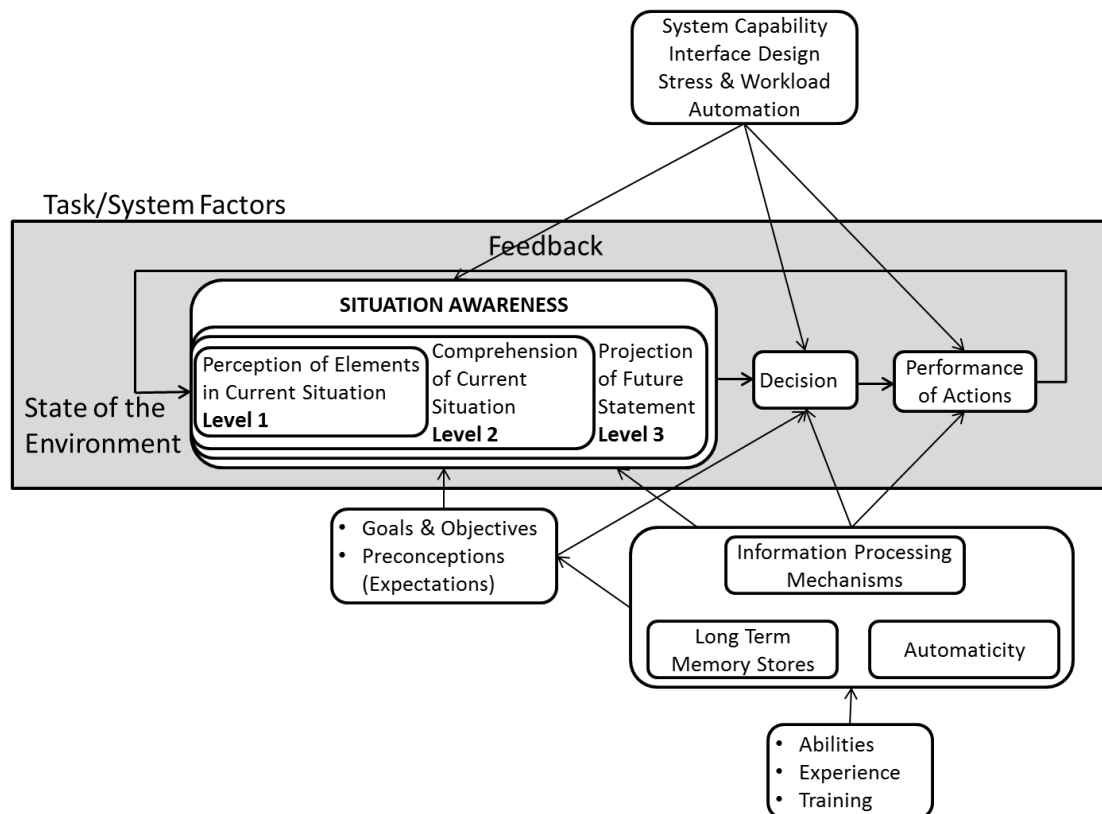 System Capability
Interface Design
Stress & Workload
Automation
Task/System Factors
Feedback
SITUATION AWARENESS
Perception of Elements
in Current Situation
Level 1
Comprehension
of Current
Situation
Level 2
Projection
of Future
Statement
Level 3
Decision
Performance
of Actions
State of the
Environment
• Goals & Objectives
• Preconceptions
(Expectations)
Information Processing
Mechanisms
Long Term
Memory Stores
Automaticity
• Abilities
• Experience
• Training